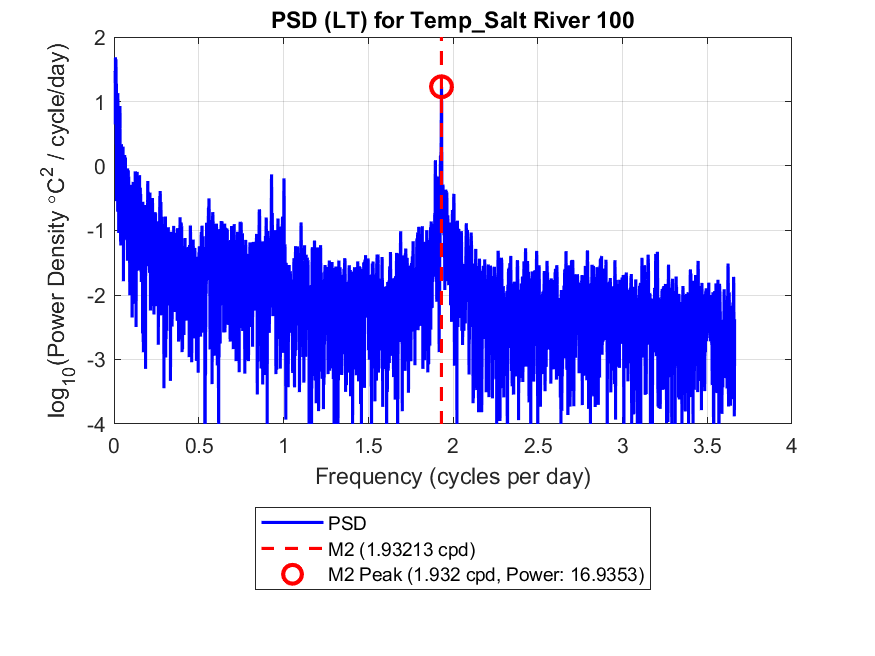 PSD (LT) for Temp_Salt River 100
log10(Power Density °C2 / cycle/day)
2
1
0
-1
-2
-3
-4
0 0.5 1 1.5 2 2.5 3 3.5 4
Frequency (cycles per day)
PSD
M2 (1.93213 cpd)
M2 Peak (1.932 cpd, Power: 16.9353)